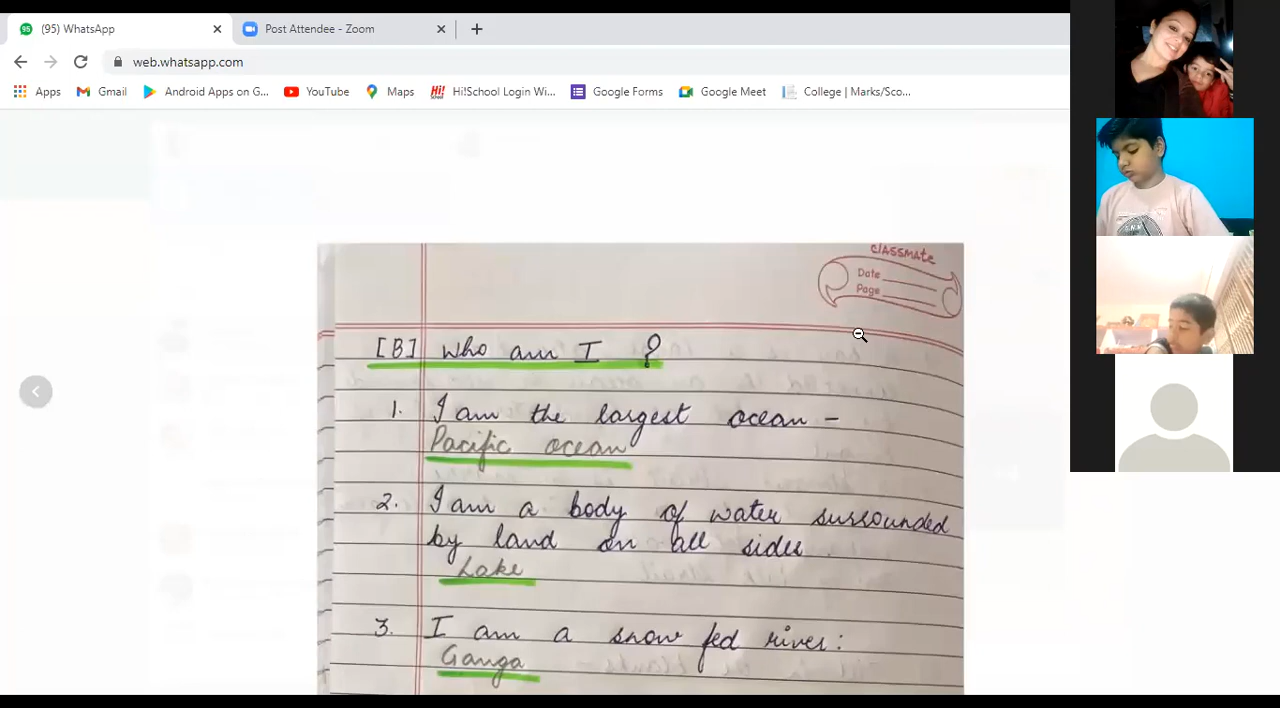 (95) WhatsApp
Post Attendee - Zoom
web.whatsapp.com
Apps Gmail Android Apps on G... YouTube Maps Hi!School Login Wi... Google Forms Google Meet College | Marks/Sco...
CLASSMATE
Date
Page
[B] Who am I ?
1. I am the largest ocean -
Pacific ocean
2. I am a body of water surrounded
by land on all sides.
Lake
3. I am a snow fed river:
Ganga